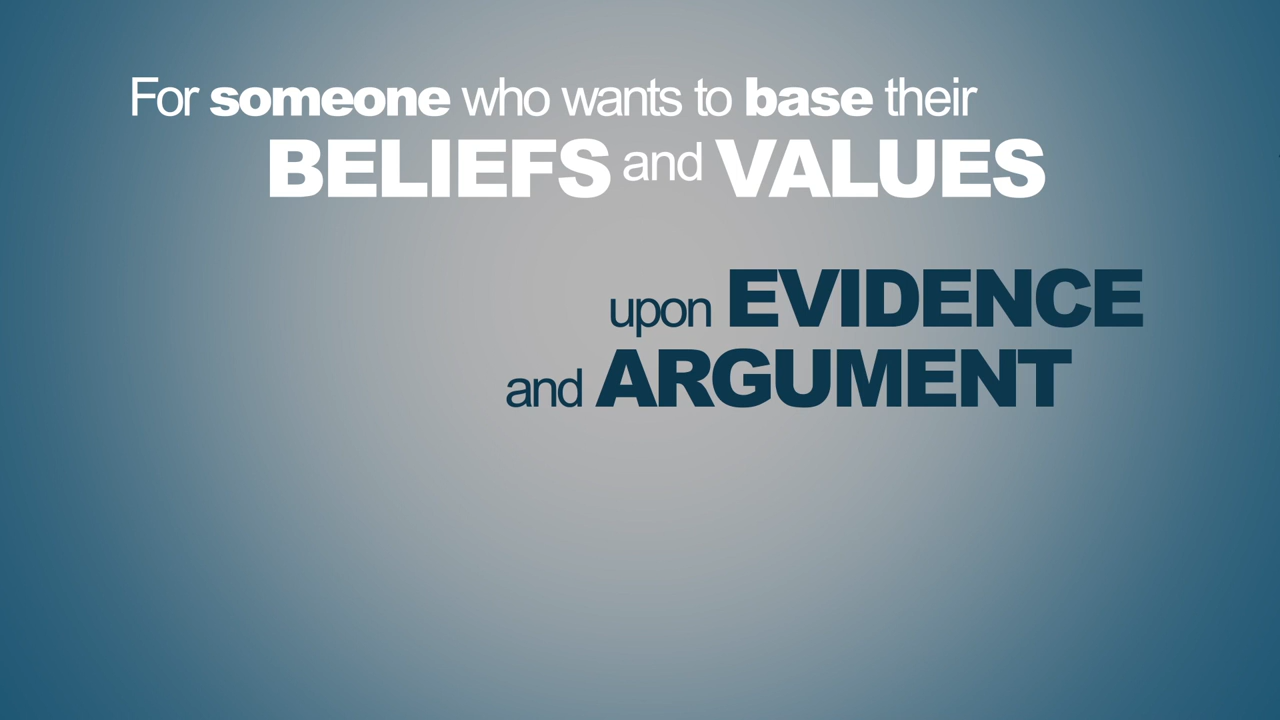 For someone who wants to base their
BELIEFS and VALUES
upon EVIDENCE
and ARGUMENT